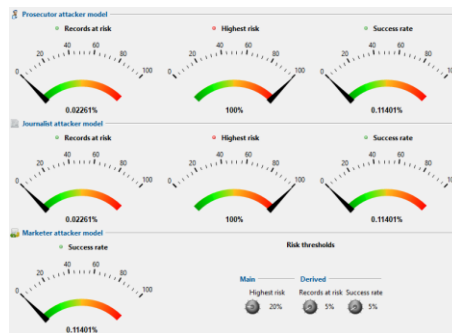 Prosecutor attacker model
Records at risk Highest risk Success rate
0 20 40 60 80 100 0 20 40 60 80 100 0 20 40 60 80 100
0.02261% 100% 0.11401%
Journalist attacker model
Records at risk Highest risk Success rate
0 20 40 60 80 100 0 20 40 60 80 100 0 20 40 60 80 100
0.02261% 100% 0.11401%
Marketer attacker model
Success rate
Risk thresholds
0 20 40 60 80 100
Main Derived
Highest risk Records at risk Success rate
20% 5% 5%
0.11401%